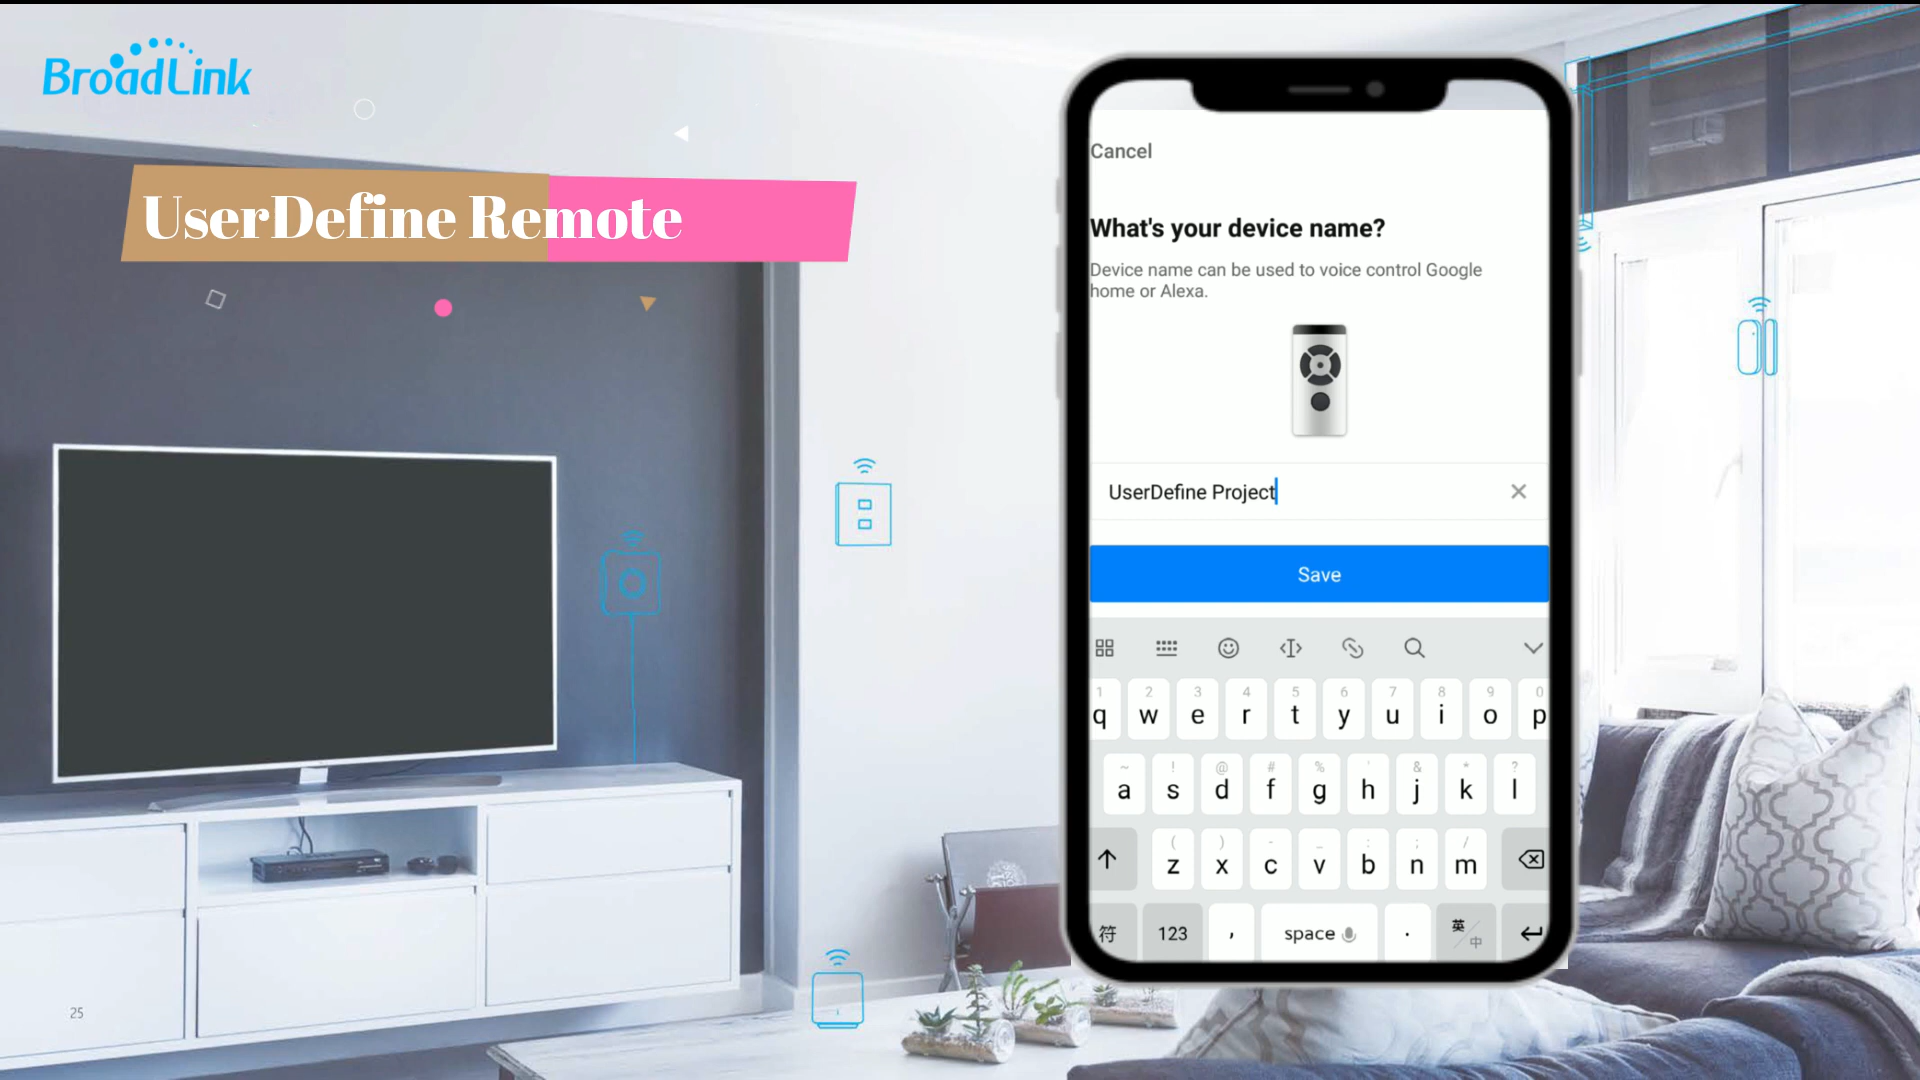 BroadLink
UserDefine Remote
Cancel
What's your device name?
Device name can be used to voice control Google
home or Alexa.
UserDefine Project
Save
1 2 3 4 5 6 7 8 9 0
q w e r t y u i o p
~ ! @ # % ' & * ?
a s d f g h j k l
( ) - _ : ; /
z x c v b n m
符 123 , space . 英/中
25